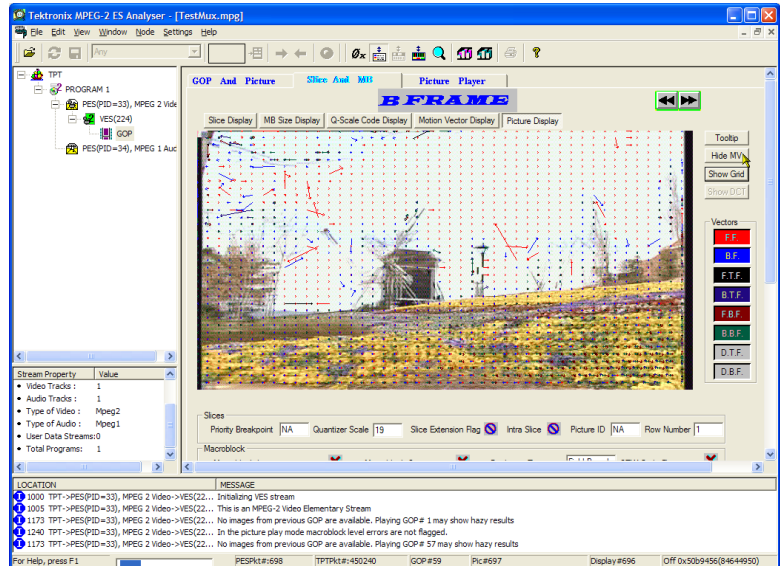 Tektronix MPEG-2 ES Analyser - [TestMux.mpg]
File Edit View Window Node Settings Help
Any
0x
TPT
PROGRAM 1
PES(PID=33), MPEG 2 Vide
VES(224)
GOP
PES(PID=34), MPEG 1 Auc
GOP And Picture Slice And MB Picture Player
B FRAME
Slice Display MB Size Display Q-Scale Code Display Motion Vector Display Picture Display
Tooltip
Hide MV
Show Grid
Show DCT
Vectors
F.F.
B.F.
F.T.F.
B.T.F.
F.B.F.
B.B.F.
D.T.F.
D.B.F.
Stream Property Value
Video Tracks : 1
Audio Tracks : 1
Type of Video : Mpeg2
Type of Audio : Mpeg1
User Data Streams:0
Total Programs: 1
Slices
Priority Breakpoint NA Quantizer Scale 19 Slice Extension Flag Intra Slice Picture ID NA Row Number 1
Macroblock
LOCATION MESSAGE
1000 TPT->PES(PID=33), MPEG 2 Video->VES(22... Initializing VES stream
1005 TPT->PES(PID=33), MPEG 2 Video->VES(22... This is an MPEG-2 Video Elementary Stream
1173 TPT->PES(PID=33), MPEG 2 Video->VES(22... No images from previous GOP are available. Playing GOP# 1 may show hazy results
1240 TPT->PES(PID=33), MPEG 2 Video->VES(22... In the picture play mode macroblock level errors are not flagged.
1173 TPT->PES(PID=33), MPEG 2 Video->VES(22... No images from previous GOP are available. Playing GOP# 57 may show hazy results
For Help, press F1 PESPkt#:698 TPTPkt#:450240 GOP#59 Pic#697 Display#696 Off 0x50b9456(84644950)